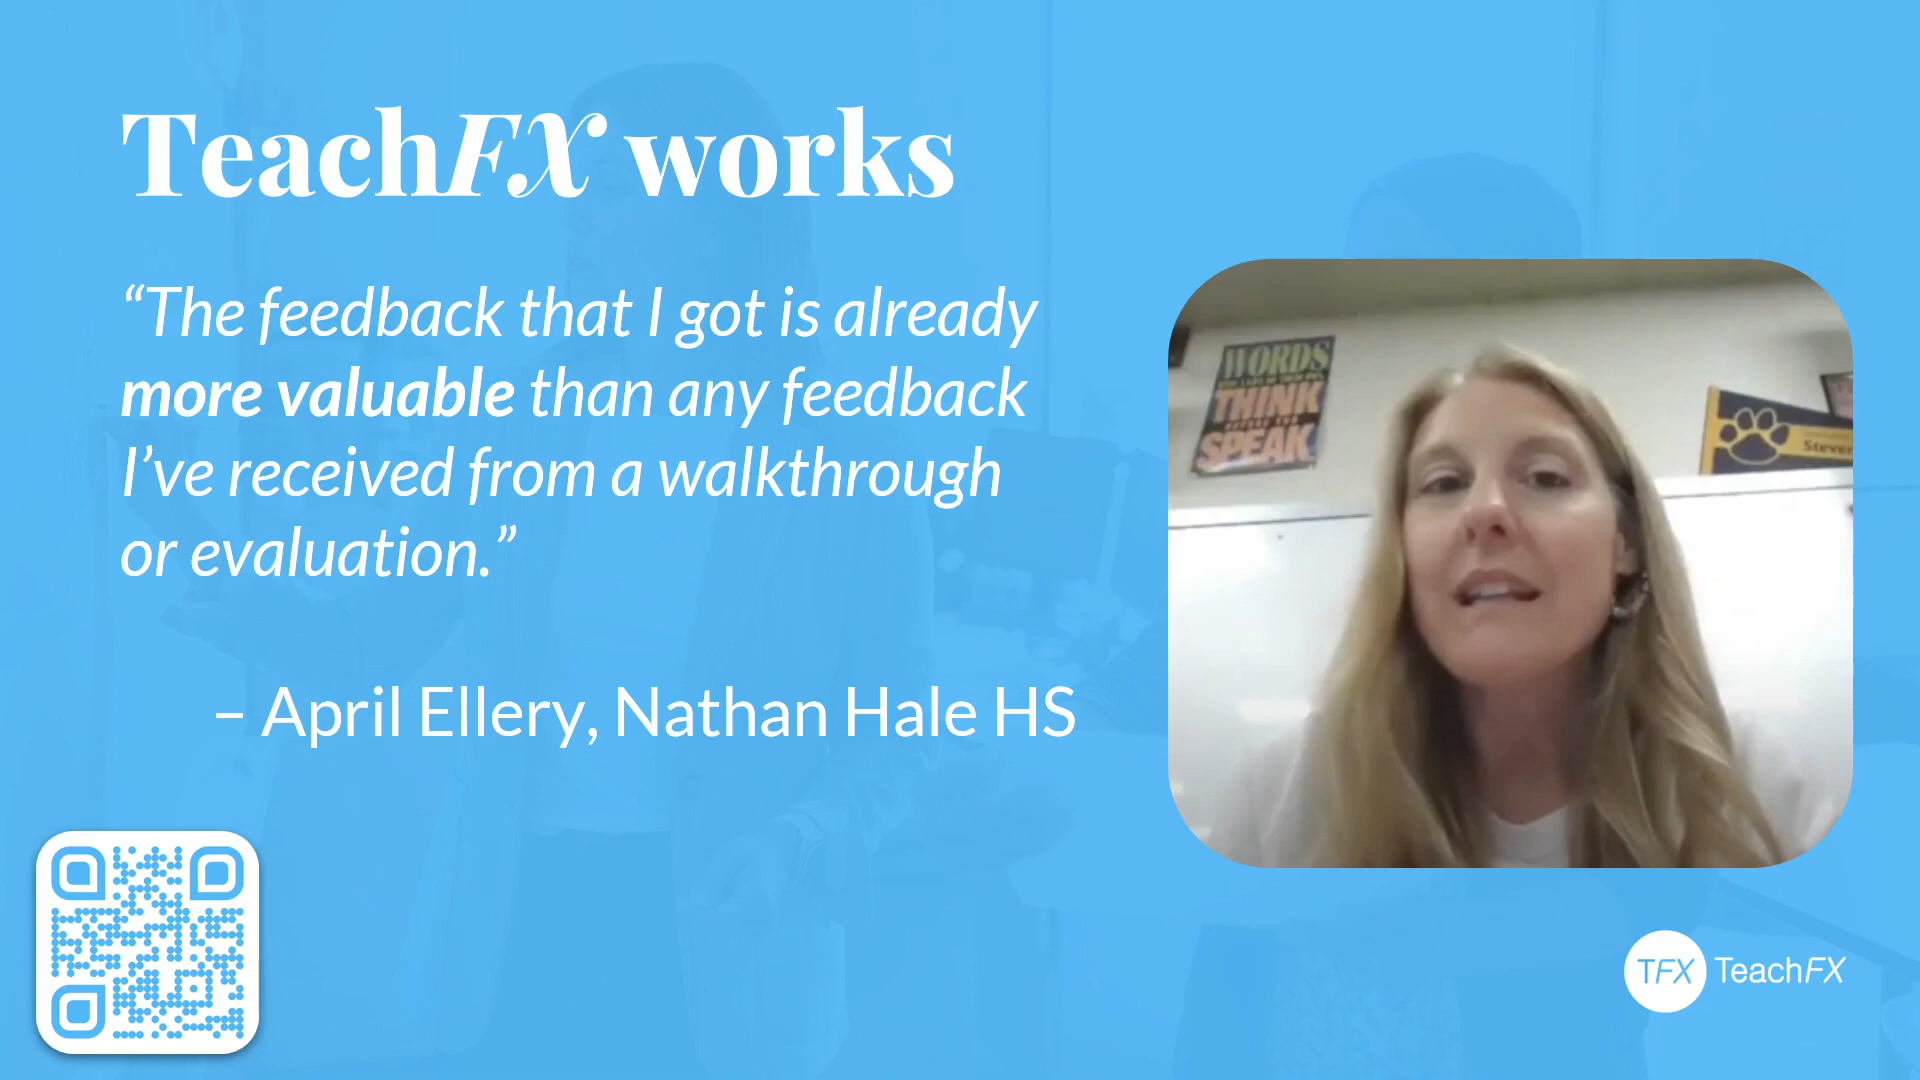 TeachFX works
“The feedback that I got is already
more valuable than any feedback
I’ve received from a walkthrough
or evaluation.”
– April Ellery, Nathan Hale HS
WORDS
THINK
SPEAK
TFX TeachFX